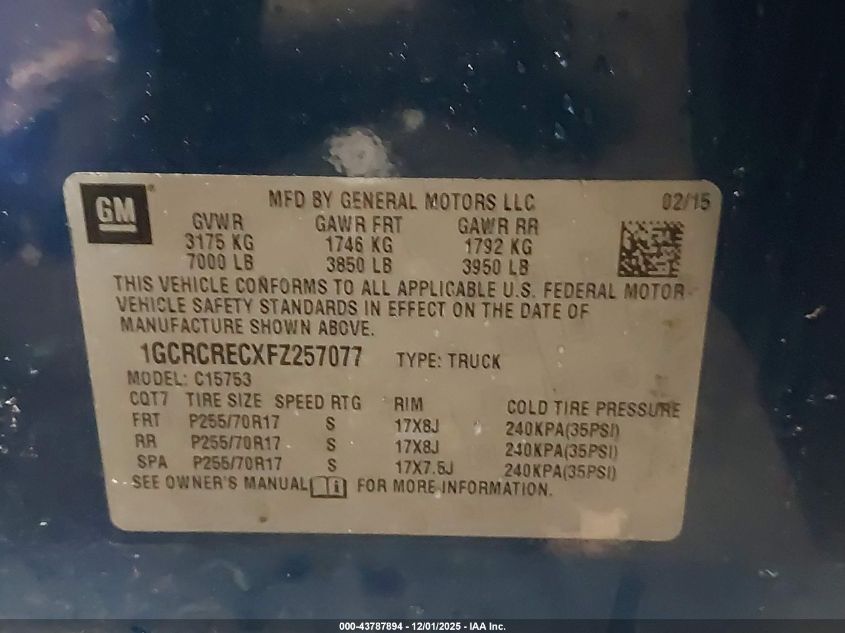 GM ®
MFD BY GENERAL MOTORS LLC 02/15
GVWR GAWR FRT GAWR RR
3175 KG 1746 KG 1792 KG
7000 LB 3850 LB 3950 LB
THIS VEHICLE CONFORMS TO ALL APPLICABLE U.S. FEDERAL MOTOR
VEHICLE SAFETY STANDARDS IN EFFECT ON THE DATE OF
MANUFACTURE SHOWN ABOVE.
1GCRCRECXFZ257077 TYPE: TRUCK
MODEL: C15753
CQT7 TIRE SIZE SPEED RTG RIM COLD TIRE PRESSURE
FRT P255/70R17 S 17X8J 240KPA(35PSI)
RR P255/70R17 S 17X8J 240KPA(35PSI)
SPA P255/70R17 S 17X7.5J 240KPA(35PSI)
SEE OWNER'S MANUAL FOR MORE INFORMATION.
000-43787894 - 12/01/2025 - IAA Inc.